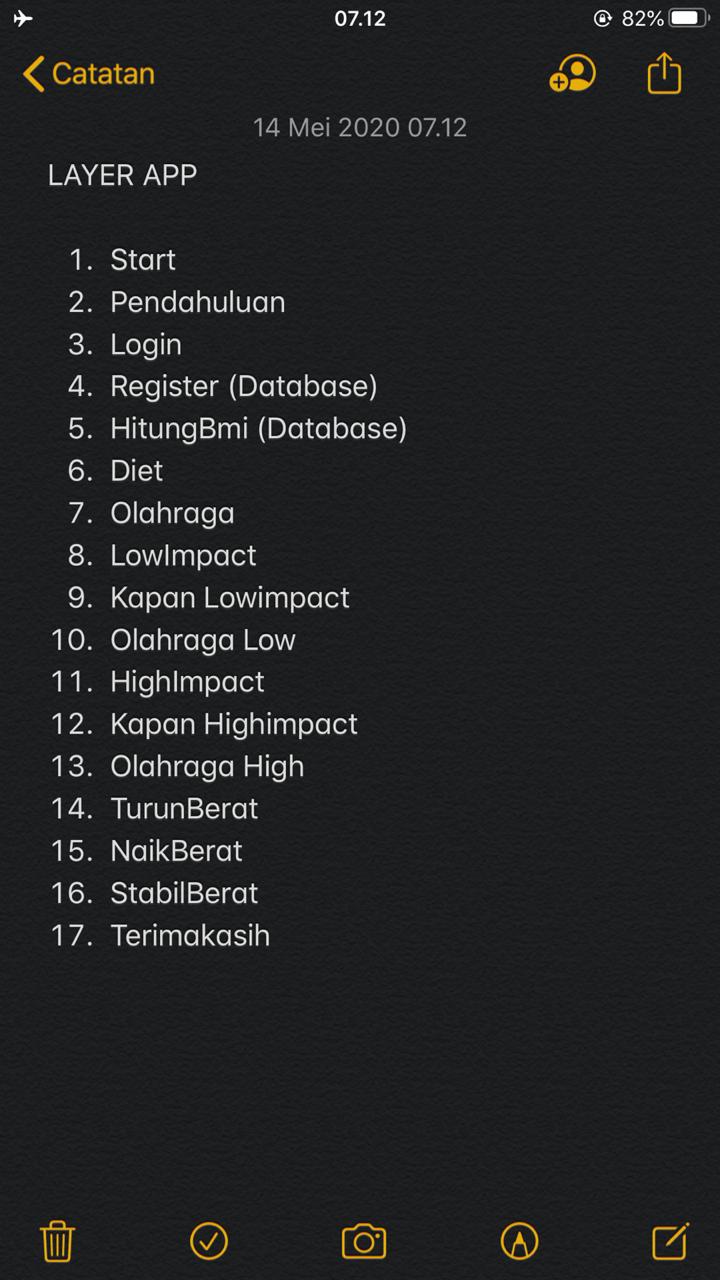 07.12
82%
Catatan
14 Mei 2020 07.12
LAYER APP
1. Start
2. Pendahuluan
3. Login
4. Register (Database)
5. HitungBmi (Database)
6. Diet
7. Olahraga
8. LowImpact
9. Kapan Lowimpact
10. Olahraga Low
11. HighImpact
12. Kapan Highimpact
13. Olahraga High
14. TurunBerat
15. NaikBerat
16. StabilBerat
17. Terimakasih